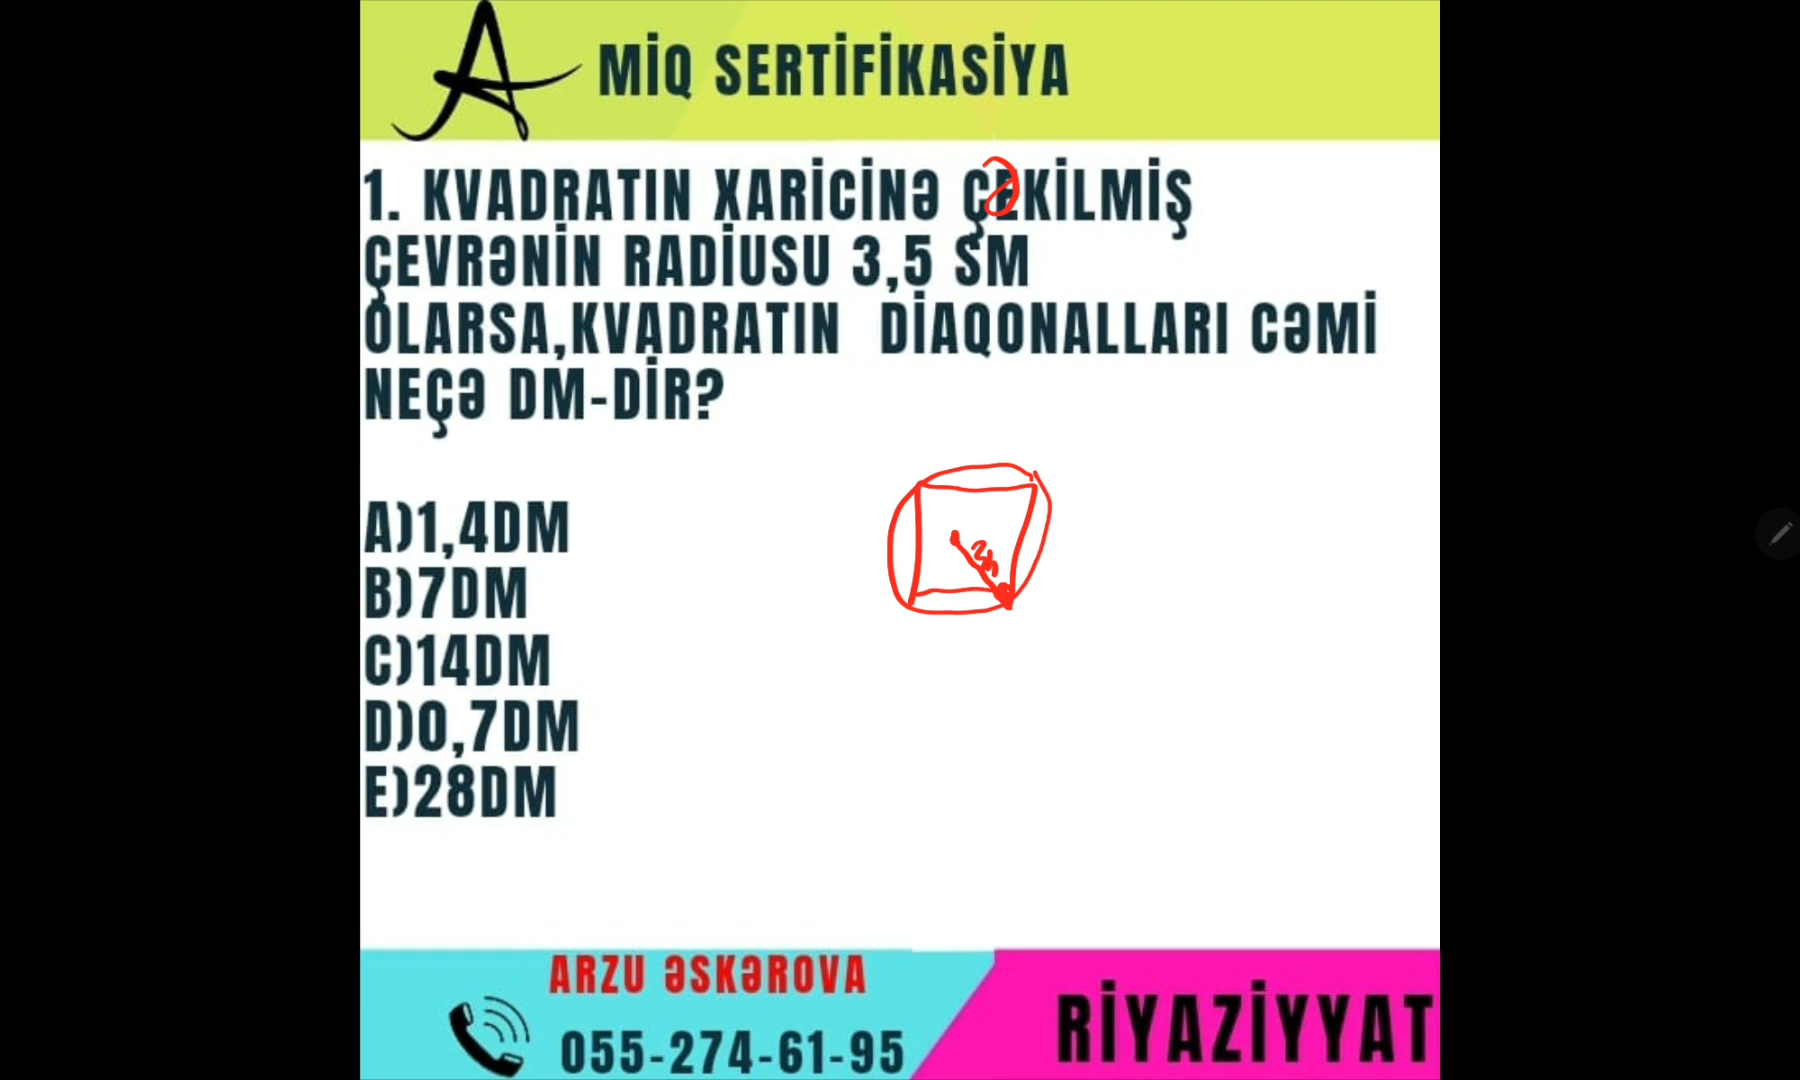 MİQ SERTİFİKASİYA
1. KVADRATIN XARİCİNƏ ÇƏKİLMİŞ
ÇEVRƏNİN RADİUSU 3,5 SM
OLARSA,KVADRATIN DİAQONALLARI CƏMİ
NEÇƏ DM-DİR?
A)1,4DM
B)7DM
C)14DM
D)0,7DM
E)28DM
ARZU ƏSKƏROVA
055-274-61-95
RİYAZİYYAT